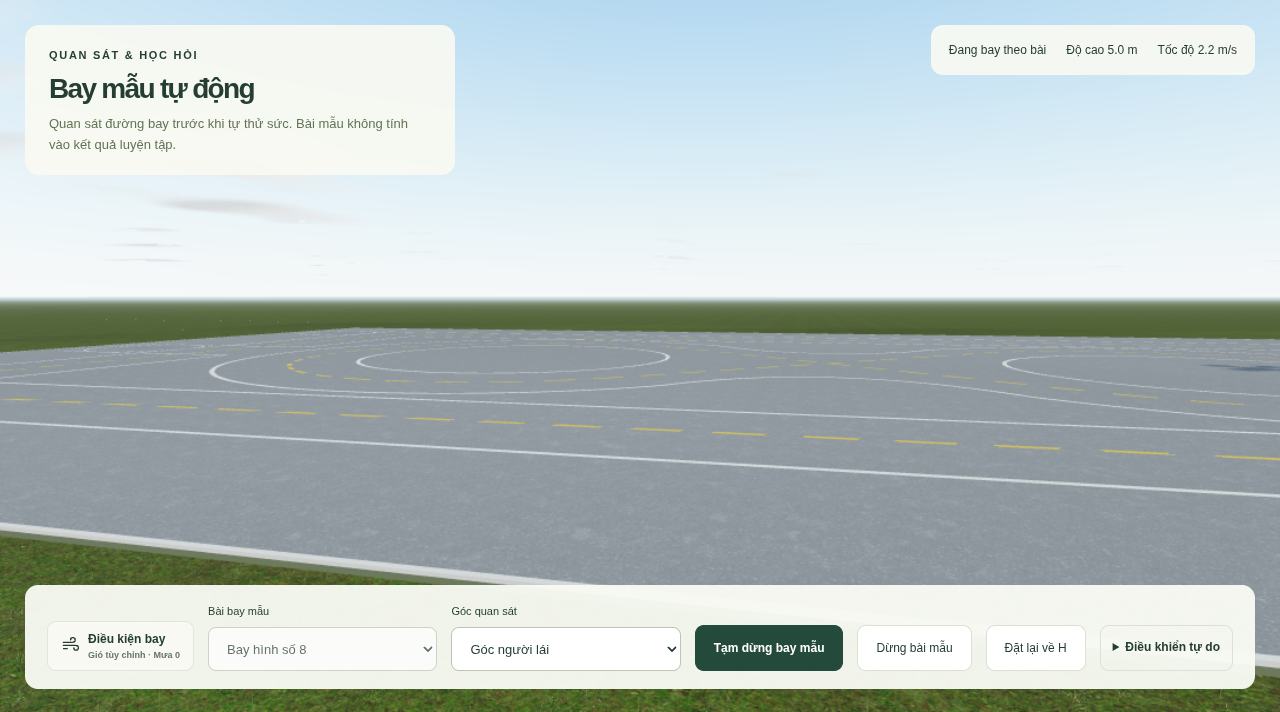 QUAN SÁT & HỌC HỎI
Bay mẫu tự động
Quan sát đường bay trước khi tự thử sức. Bài mẫu không tính
vào kết quả luyện tập.
Đang bay theo bài Độ cao 5.0 m Tốc độ 2.2 m/s
Điều kiện bay
Gió tùy chỉnh · Mưa 0
Bài bay mẫu
Bay hình số 8
Góc quan sát
Góc người lái
Tạm dừng bay mẫu
Dừng bài mẫu
Đặt lại về H
Điều khiển tự do